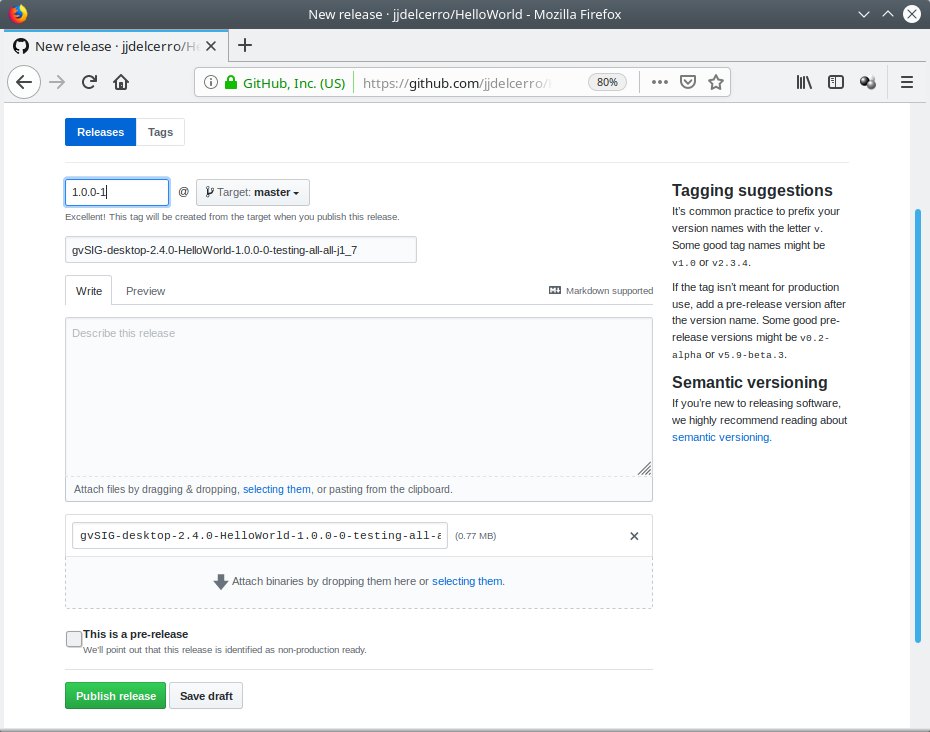 New release · jjdelcerro/HelloWorld - Mozilla Firefox
New release · jjdelcerro/He
GitHub, Inc. (US) https://github.com/jjdelcerro/ 80%
Releases Tags
1.0.0-1 @ Target: master
Excellent! This tag will be created from the target when you publish this release.
gvSIG-desktop-2.4.0-HelloWorld-1.0.0-0-testing-all-all-j1_7
Write Preview Markdown supported
Describe this release
Attach files by dragging & dropping, selecting them, or pasting from the clipboard.
gvSIG-desktop-2.4.0-HelloWorld-1.0.0-0-testing-all-a (0.77 MB)
Attach binaries by dropping them here or selecting them.
This is a pre-release
We'll point out that this release is identified as non-production ready.
Publish release Save draft
Tagging suggestions
It's common practice to prefix your
version names with the letter v.
Some good tag names might be
v1.0 or v2.3.4.
If the tag isn't meant for production
use, add a pre-release version after
the version name. Some good pre-
release versions might be v0.2-
alpha or v5.9-beta.3.
Semantic versioning
If you're new to releasing software,
we highly recommend reading about
semantic versioning.